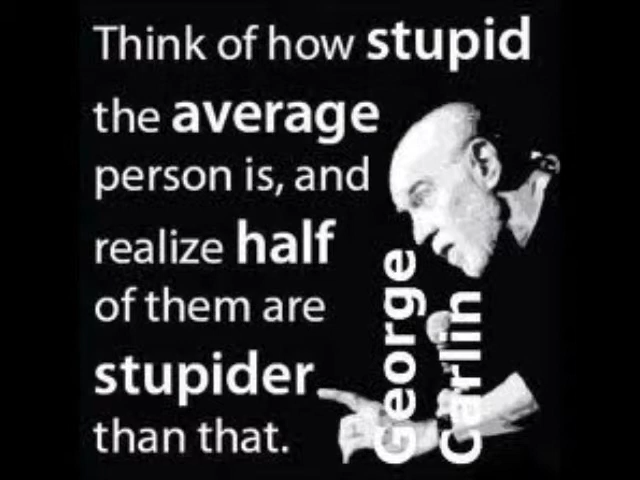 Think of how stupid
the average
person is, and
realize half
of them are
stupider
than that.
George
Carlin